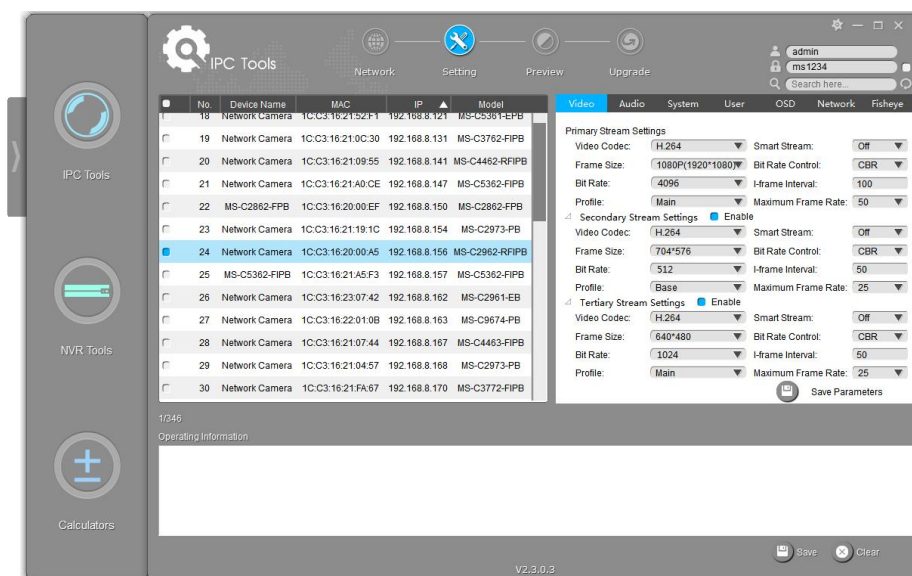 IPC Tools
Network
Setting
Preview
Upgrade
admin
ms1234
Search here...
IPC Tools
NVR Tools
Calculators
No. Device Name MAC IP Model
18 Network Camera 1C:C3:16:21:52:F1 192.168.8.121 MS-C5361-EPB
19 Network Camera 1C:C3:16:21:0C:30 192.168.8.131 MS-C3762-FIPB
20 Network Camera 1C:C3:16:21:09:55 192.168.8.141 MS-C4462-RFIPB
21 Network Camera 1C:C3:16:21:A0:CE 192.168.8.147 MS-C5362-FIPB
22 MS-C2862-FPB 1C:C3:16:20:00:EF 192.168.8.150 MS-C2862-FPB
23 Network Camera 1C:C3:16:21:19:1C 192.168.8.154 MS-C2973-PB
24 Network Camera 1C:C3:16:20:00:A5 192.168.8.156 MS-C2962-RFIPB
25 MS-C5362-FIPB 1C:C3:16:21:A5:F3 192.168.8.157 MS-C5362-FIPB
26 Network Camera 1C:C3:16:23:07:42 192.168.8.162 MS-C2961-EB
27 Network Camera 1C:C3:16:22:01:0B 192.168.8.163 MS-C9674-PB
28 Network Camera 1C:C3:16:21:07:44 192.168.8.167 MS-C4463-FIPB
29 Network Camera 1C:C3:16:21:04:57 192.168.8.168 MS-C2973-PB
30 Network Camera 1C:C3:16:21:FA:67 192.168.8.170 MS-C3772-FIPB
Video Audio System User OSD Network Fisheye
Primary Stream Settings
Video Codec: H.264 Smart Stream: Off
Frame Size: 1080P(1920*1080) Bit Rate Control: CBR
Bit Rate: 4096 I-frame Interval: 100
Profile: Main Maximum Frame Rate: 50
Secondary Stream Settings Enable
Video Codec: H.264 Smart Stream: Off
Frame Size: 704*576 Bit Rate Control: CBR
Bit Rate: 512 I-frame Interval: 50
Profile: Base Maximum Frame Rate: 25
Tertiary Stream Settings Enable
Video Codec: H.264 Smart Stream: Off
Frame Size: 640*480 Bit Rate Control: CBR
Bit Rate: 1024 I-frame Interval: 50
Profile: Main Maximum Frame Rate: 25
Save Parameters
1/346
Operating Information
Save Clear
V2.3.0.3